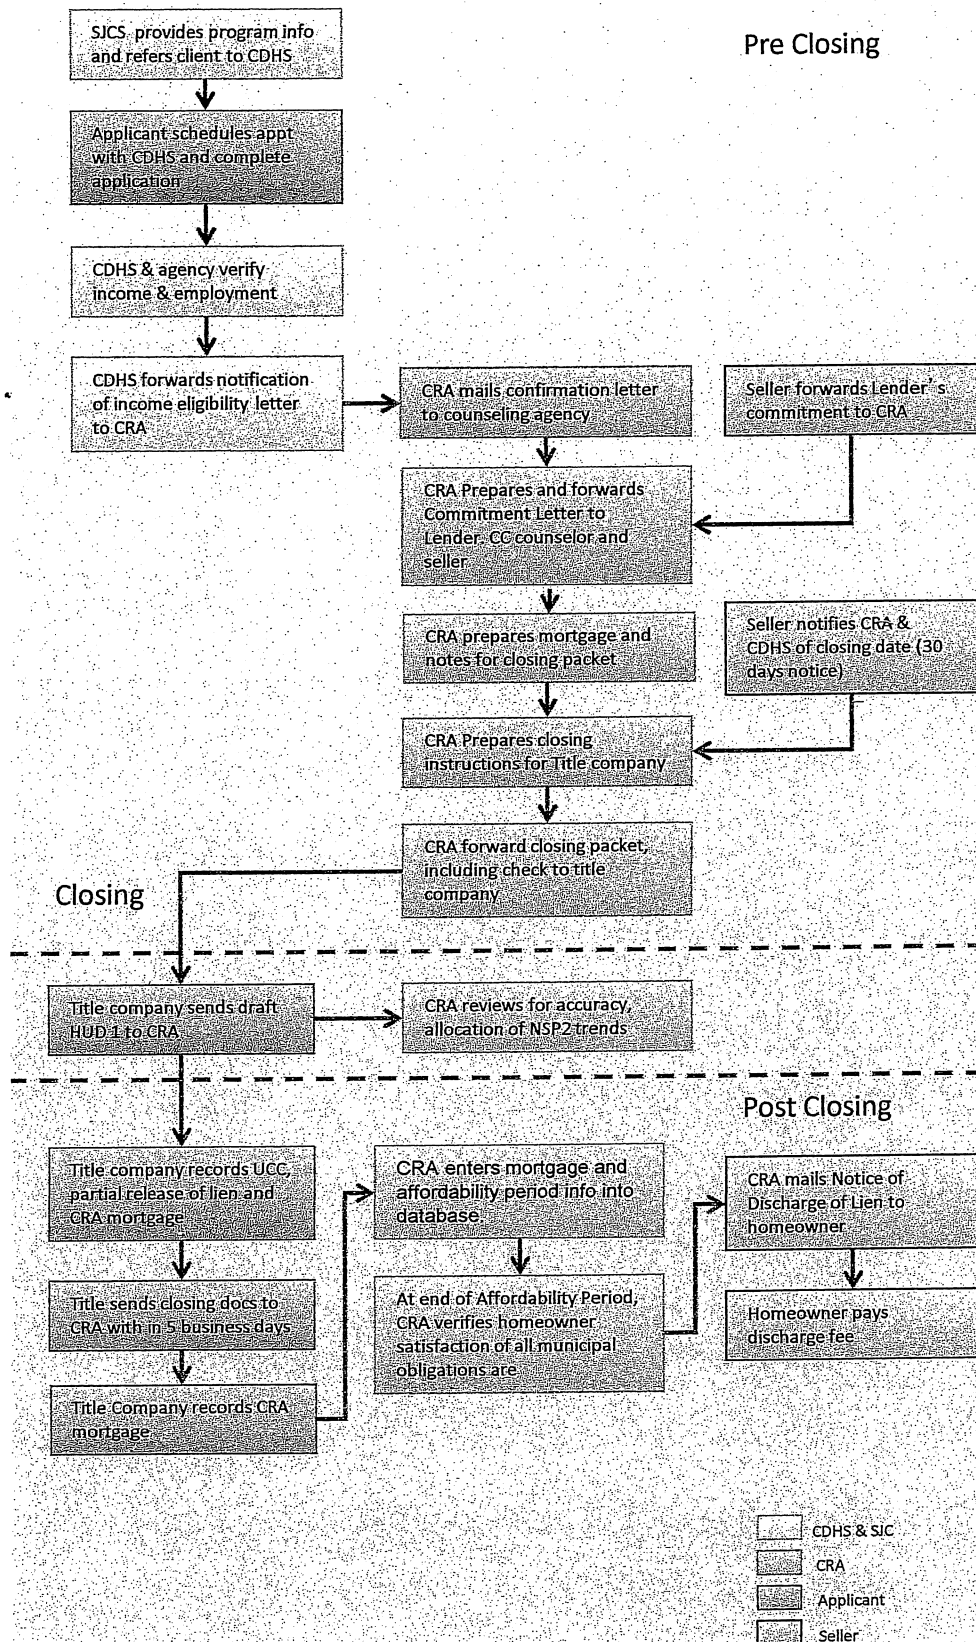 SJCS provides program info
and refers client to CDHS
Pre Closing
Applicant schedules appt
with CDHS and complete
application
CDHS & agency verify
income & employment
CDHS forwards notification
of income eligibility letter
to CRA
CRA mails confirmation letter
to counseling agency
Seller forwards Lender's
commitment to CRA
CRA Prepares and forwards
Commitment Letter to
Lender, CC counselor and
seller
CRA prepares mortgage and
notes for closing packet
Seller notifies CRA &
CDHS of closing date (30
days notice)
CRA Prepares closing
instructions for Title company
CRA forward closing packet,
including check to title
company
Closing
Title company sends draft
HUD 1 to CRA
CRA reviews for accuracy,
allocation of NSP2 trends
Post Closing
Title company records UCC,
partial release of lien and
CRA mortgage
CRA enters mortgage and
affordability period info into
database.
CRA mails Notice of
Discharge of Lien to
homeowner
Title sends closing docs to
CRA with in 5 business days
At end of Affordability Period,
CRA verifies homeowner
satisfaction of all municipal
obligations are
Homeowner pays
discharge fee
Title Company records CRA
mortgage
CDHS & SJC
CRA
Applicant
Seller